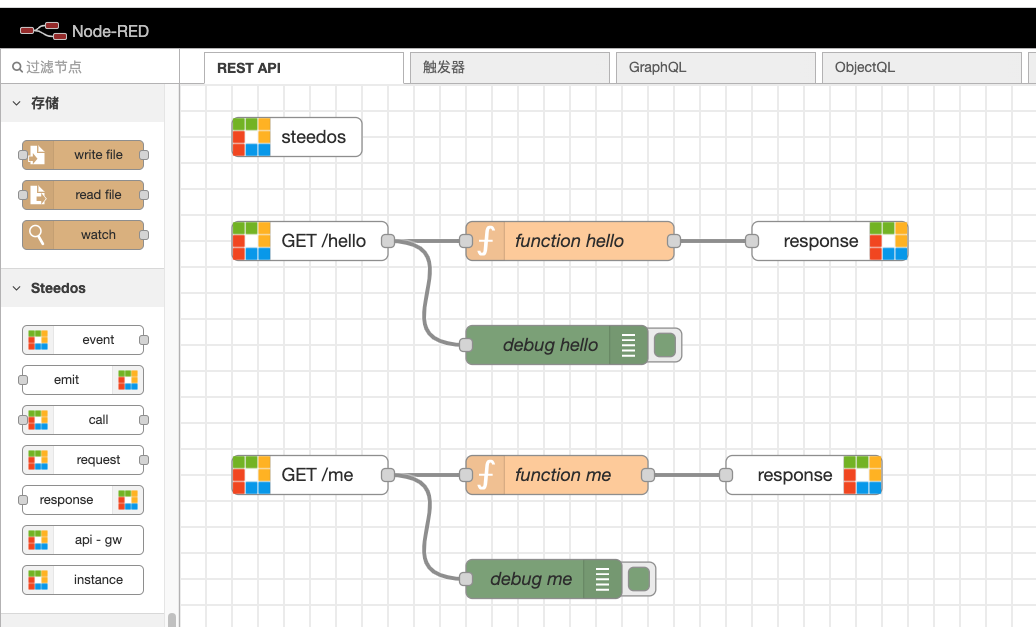 Node-RED
过滤节点
REST API
触发器
GraphQL
ObjectQL
存储
write file
read file
watch
Steedos
event
emit
call
request
response
api - gw
instance
steedos
GET /hello
function hello
response
debug hello
GET /me
function me
response
debug me